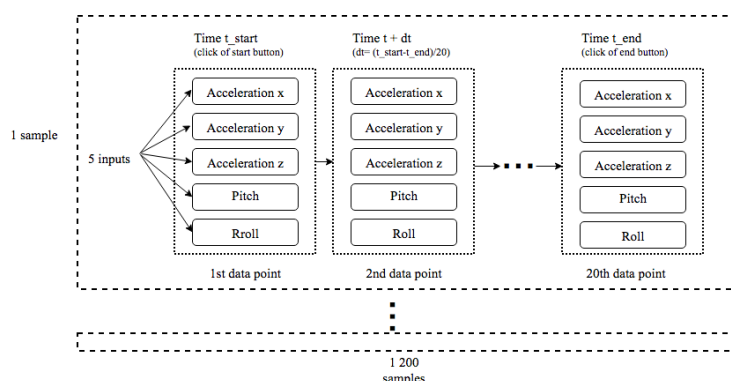 Time t_start
(click of start button)
Time t + dt
(dt= (t_start-t_end)/20)
Time t_end
(click of end button)
1 sample
5 inputs
Acceleration x
Acceleration y
Acceleration z
Pitch
Rroll
1st data point
Acceleration x
Acceleration y
Acceleration z
Pitch
Roll
2nd data point
Acceleration x
Acceleration y
Acceleration z
Pitch
Roll
20th data point
1 200
samples